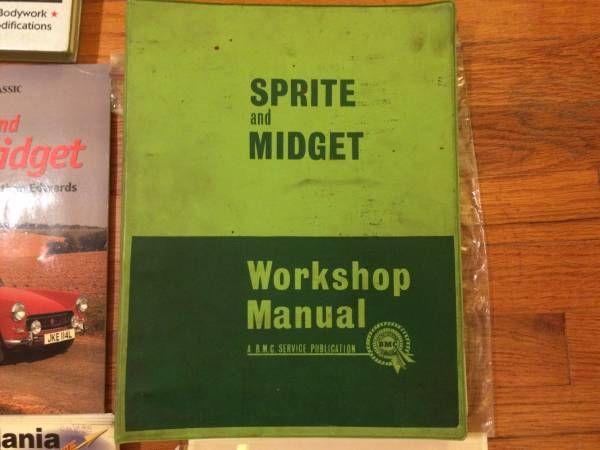 Bodywork ★
odifications
ASSIC
nd
idget
Edwards
JKE 114L
ania
SPRITE
and
MIDGET
Workshop
Manual
A B.M.C. SERVICE PUBLICATION
BMC